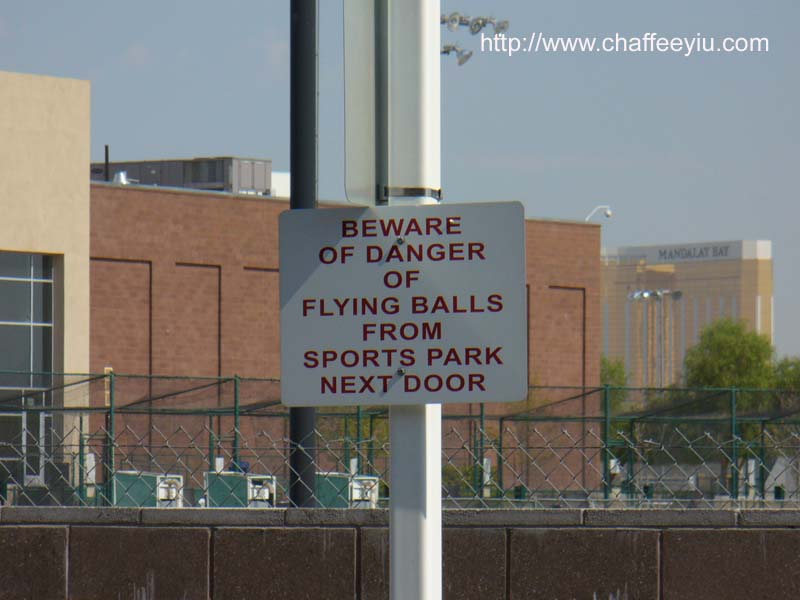 http://www.chaffeeyiu.com
BEWARE
OF DANGER
OF
FLYING BALLS
FROM
SPORTS PARK
NEXT DOOR
MANDALAY BAY